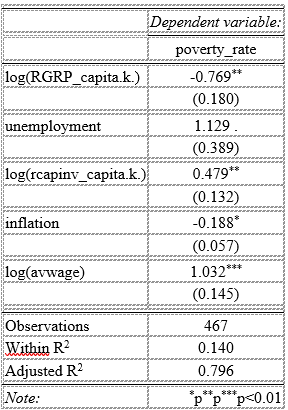 Dependent variable:
poverty_rate
log(RGRP_capita.k.) -0.769**
(0.180)
unemployment 1.129 .
(0.389)
log(rcapinv_capita.k.) 0.479**
(0.132)
inflation -0.188*
(0.057)
log(avwage) 1.032***
(0.145)
Observations 467
Within R2 0.140
Adjusted R2 0.796
Note: *p**p***p<0.01